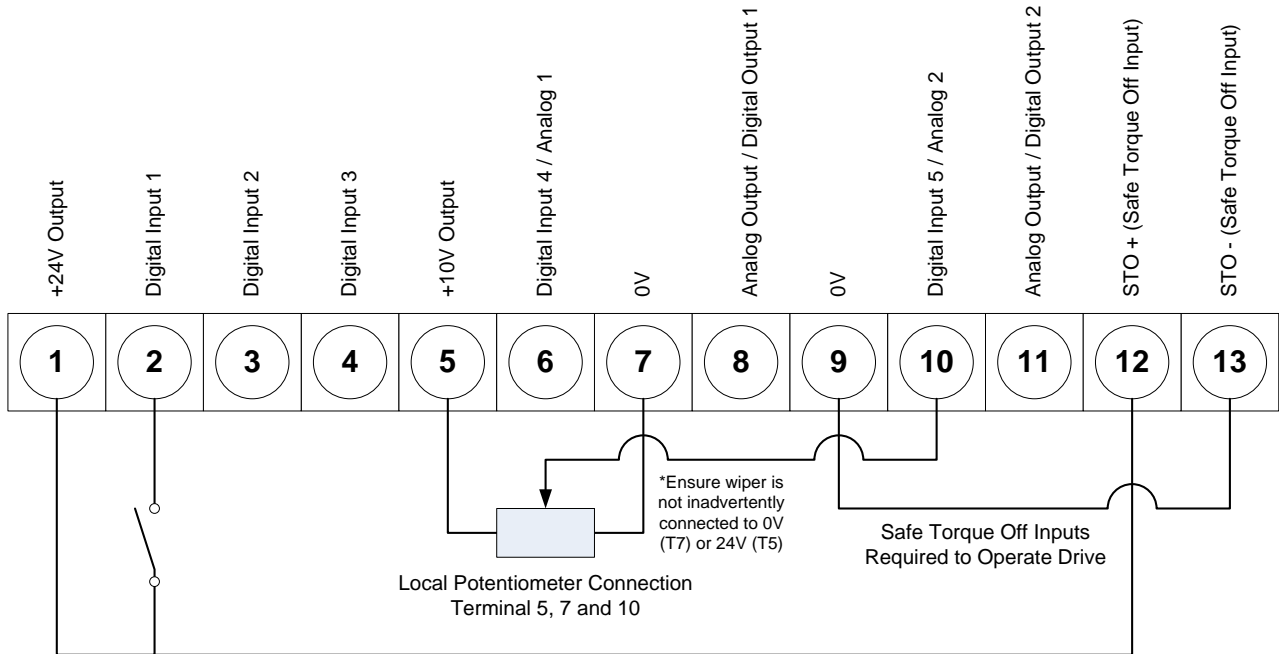 +24V Output
Digital Input 1
Digital Input 2
Digital Input 3
+10V Output
Digital Input 4 / Analog 1
0V
Analog Output / Digital Output 1
0V
Digital Input 5 / Analog 2
Analog Output / Digital Output 2
STO + (Safe Torque Off Input)
STO - (Safe Torque Off Input)
1
2
3
4
5
6
7
8
9
10
11
12
13
*Ensure wiper is
not inadvertently
connected to 0V
(T7) or 24V (T5)
Safe Torque Off Inputs
Required to Operate Drive
Local Potentiometer Connection
Terminal 5, 7 and 10